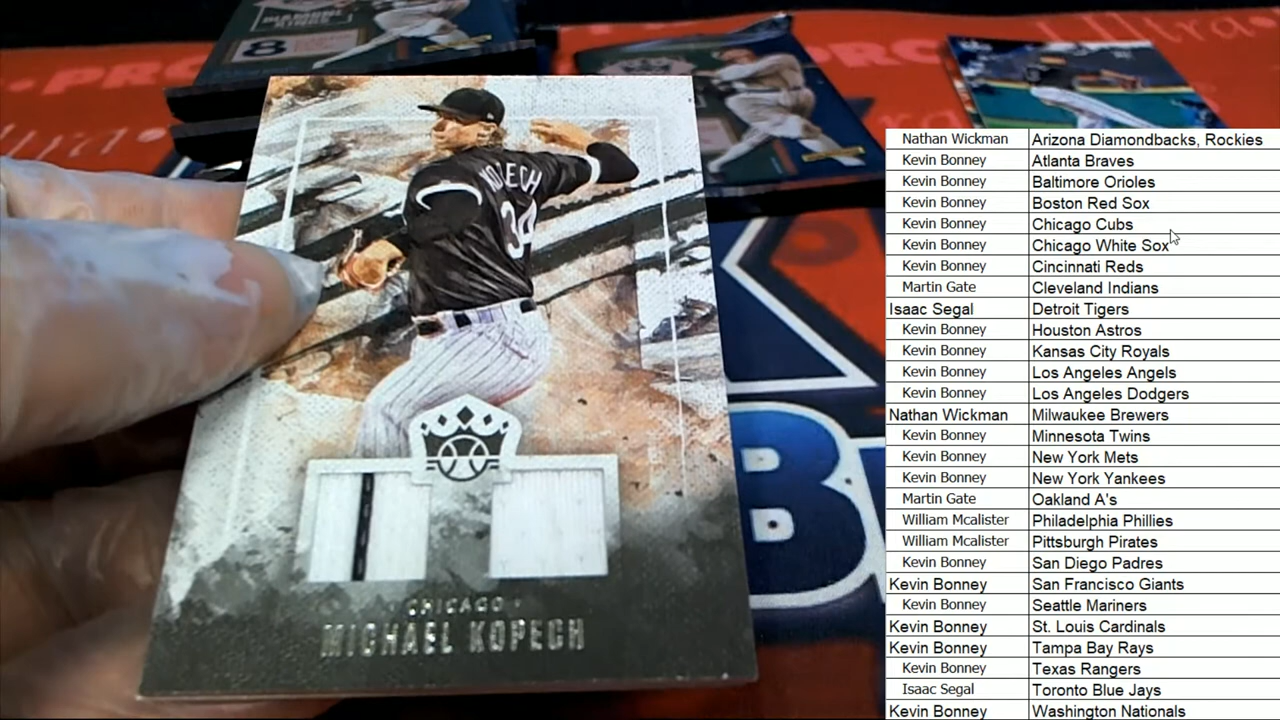 DIAMOND
8
PRO
Ultra
PRO
KOPECH
34
CHICAGO
MICHAEL KOPECH
B
Nathan Wickman Arizona Diamondbacks, Rockies
Kevin Bonney Atlanta Braves
Kevin Bonney Baltimore Orioles
Kevin Bonney Boston Red Sox
Kevin Bonney Chicago Cubs
Kevin Bonney Chicago White Sox
Kevin Bonney Cincinnati Reds
Martin Gate Cleveland Indians
Isaac Segal Detroit Tigers
Kevin Bonney Houston Astros
Kevin Bonney Kansas City Royals
Kevin Bonney Los Angeles Angels
Kevin Bonney Los Angeles Dodgers
Nathan Wickman Milwaukee Brewers
Kevin Bonney Minnesota Twins
Kevin Bonney New York Mets
Kevin Bonney New York Yankees
Martin Gate Oakland A's
William Mcalister Philadelphia Phillies
William Mcalister Pittsburgh Pirates
Kevin Bonney San Diego Padres
Kevin Bonney San Francisco Giants
Kevin Bonney Seattle Mariners
Kevin Bonney St. Louis Cardinals
Kevin Bonney Tampa Bay Rays
Kevin Bonney Texas Rangers
Isaac Segal Toronto Blue Jays
Kevin Bonney Washington Nationals